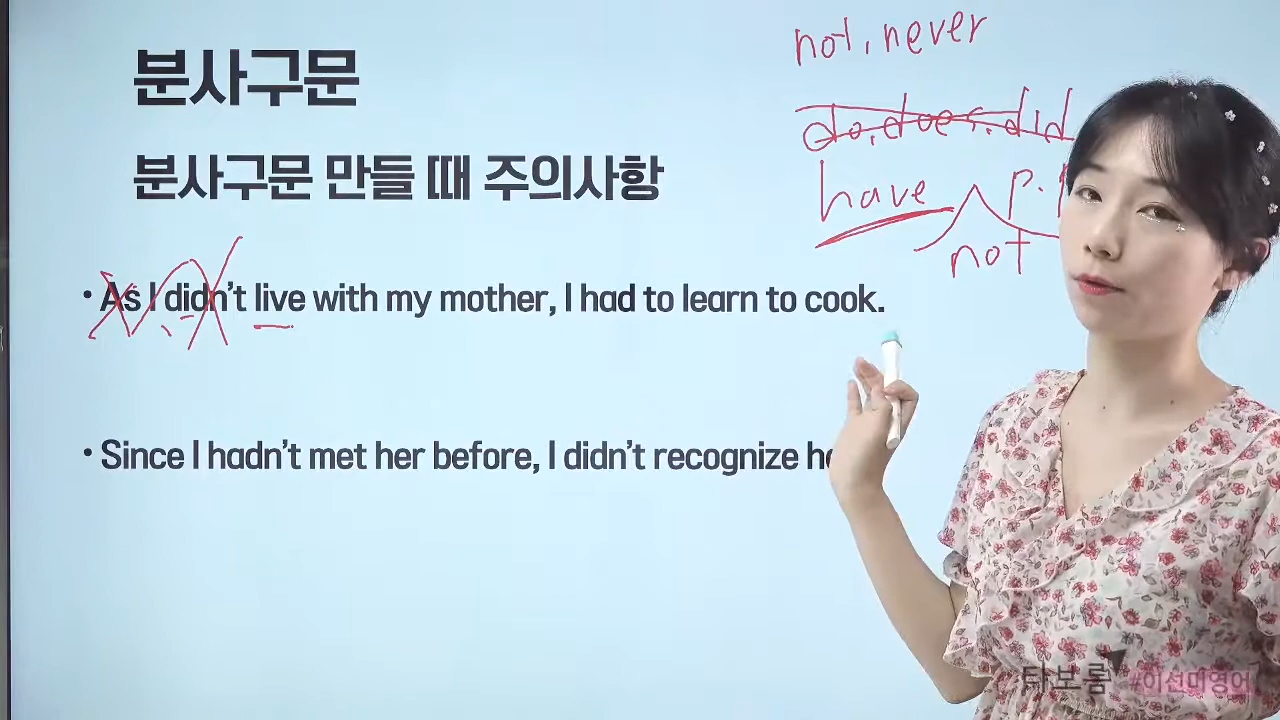 분사구문
not, never
do, does, did
분사구문 만들 때 주의사항
have p.
not
• As I didn't live with my mother, I had to learn to cook.
• Since I hadn't met her before, I didn't recognize
타보름
#이선미영어